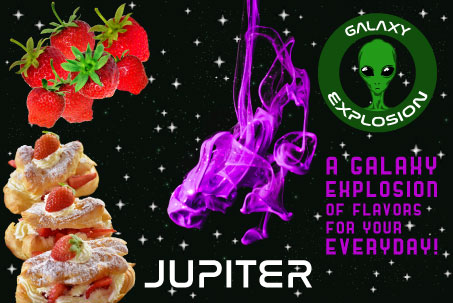 GALAXY
EXPLOSION
A GALAXY
EXPLOSION
OF FLAVORS
FOR YOUR
EVERYDAY!
JUPITER